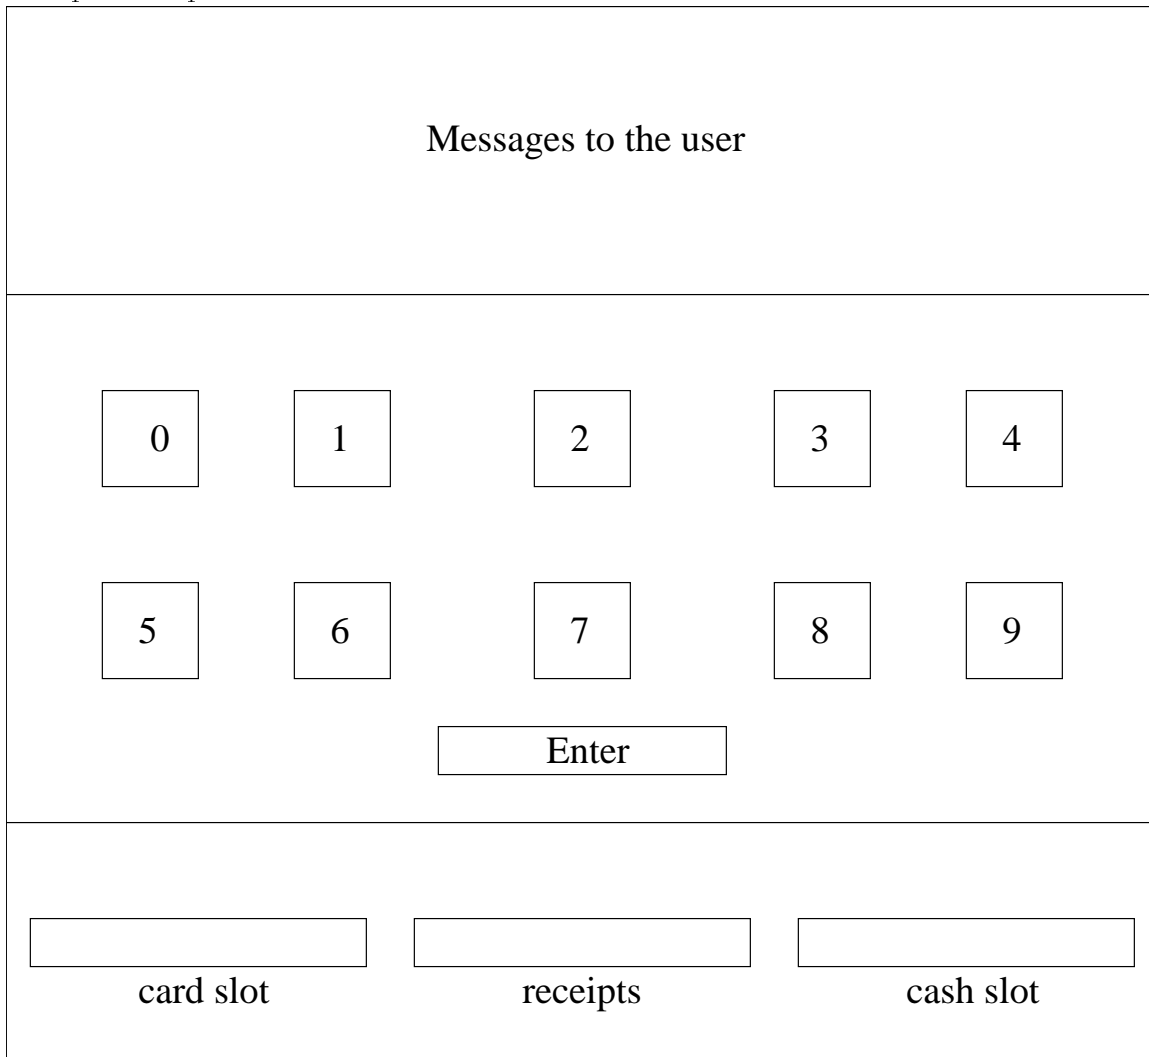 Messages to the user
0 1 2 3 4
5 6 7 8 9
Enter
card slot receipts cash slot